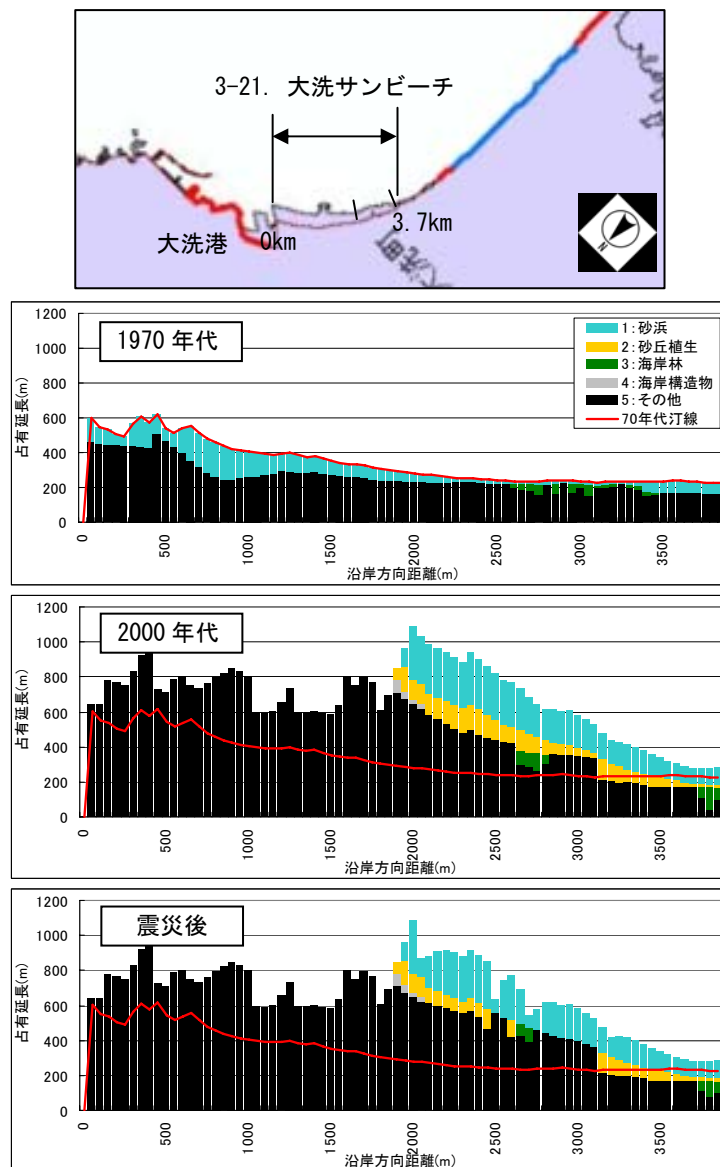 3-21. 大洗サンビーチ
3.7km
大洗港
0km
大洗町
N
1970年代
1:砂浜
2:砂丘植生
3:海岸林
4:海岸構造物
5:その他
70年代汀線
占有延長(m)
1200
1000
800
600
400
200
0
0
500
1000
1500
2000
2500
3000
3500
沿岸方向距離(m)
2000年代
占有延長(m)
1200
1000
800
600
400
200
0
0
500
1000
1500
2000
2500
3000
3500
沿岸方向距離(m)
震災後
占有延長(m)
1200
1000
800
600
400
200
0
0
500
1000
1500
2000
2500
3000
3500
沿岸方向距離(m)